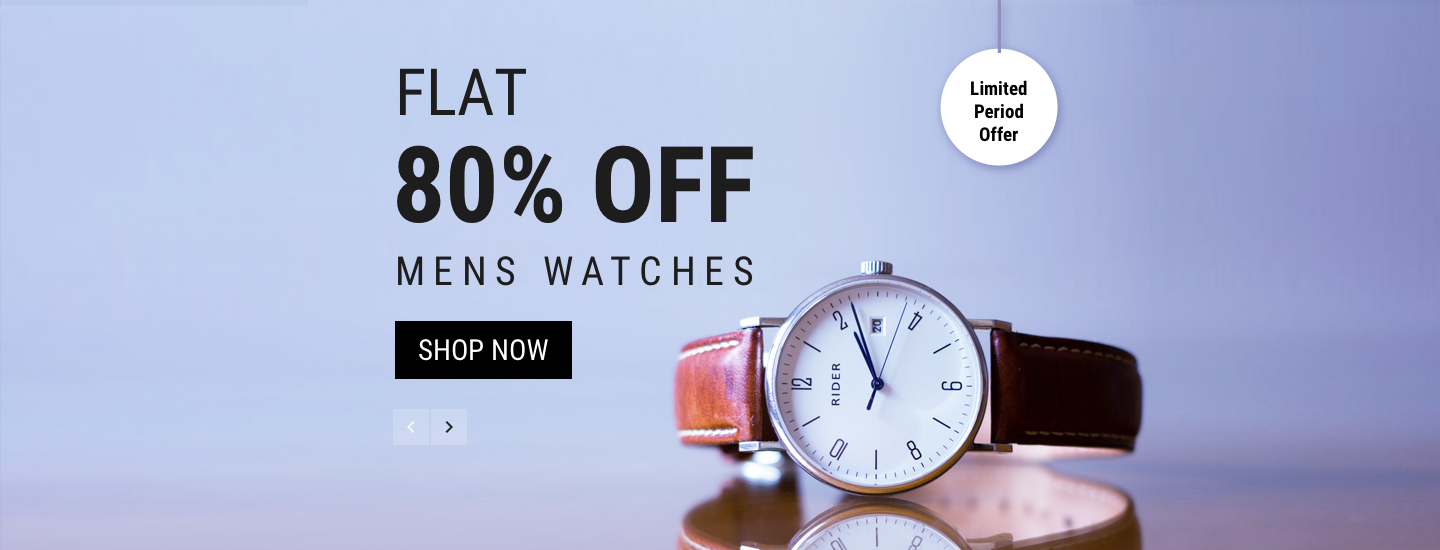 FLAT
80% OFF
MENS WATCHES
SHOP NOW
Limited
Period
Offer
2
20
4
12
RIDER
6
10
8